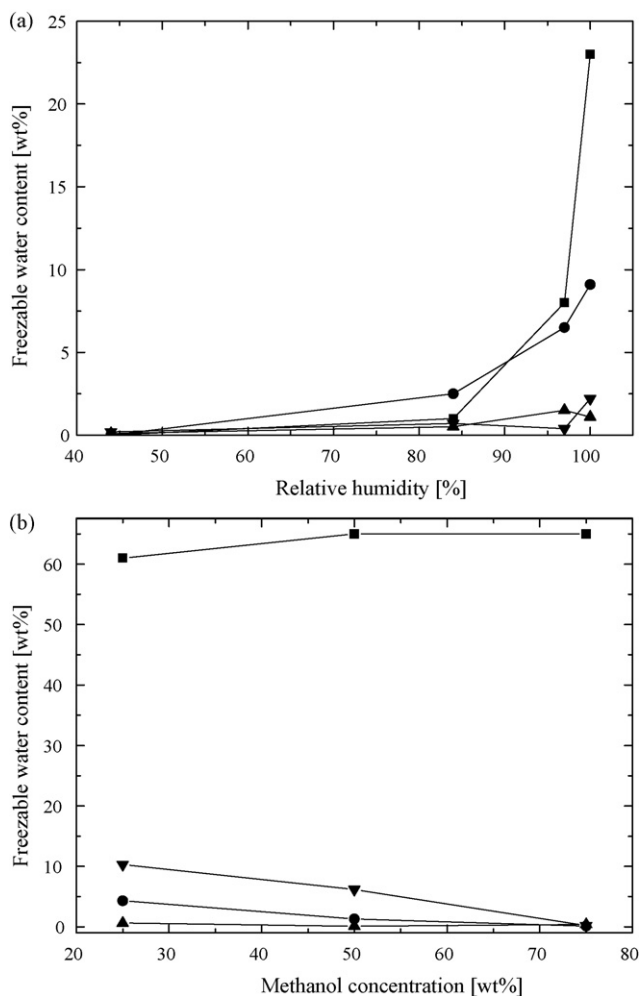 (a)
25
20
15
10
5
0
Freezable water content [wt%]
40 50 60 70 80 90 100
Relative humidity [%]
(b)
60
50
40
30
20
10
0
Freezable water content [wt%]
20 30 40 50 60 70 80
Methanol concentration [wt%]